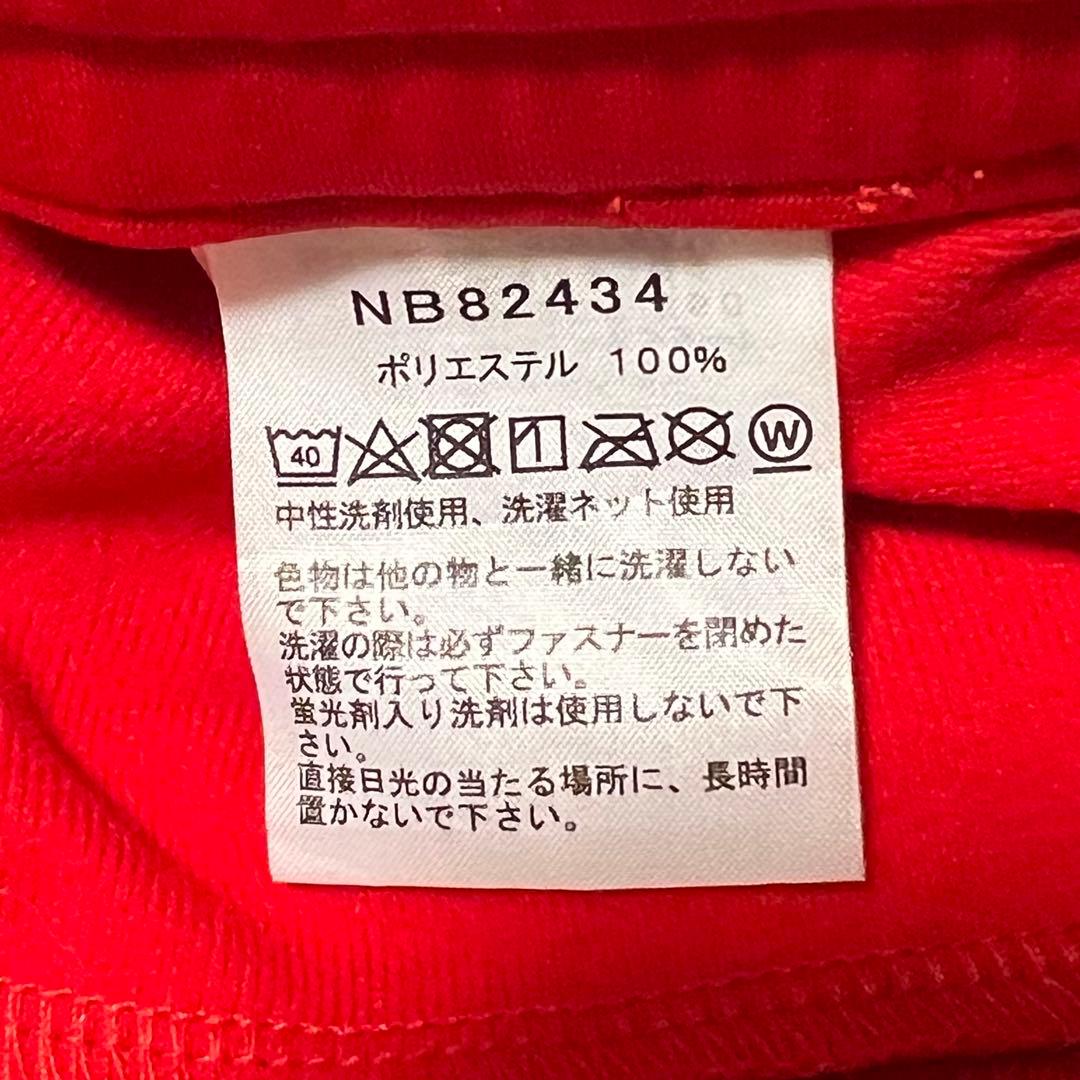 NB82434
ポリエステル 100%
40 W
中性洗剤使用、洗濯ネット使用
色物は他の物と一緒に洗濯しない
で下さい。
洗濯の際は必ずファスナーを閉めた
状態で行って下さい。
蛍光剤入り洗剤は使用しないで下
さい。
直接日光の当たる場所に、長時間
置かないで下さい。